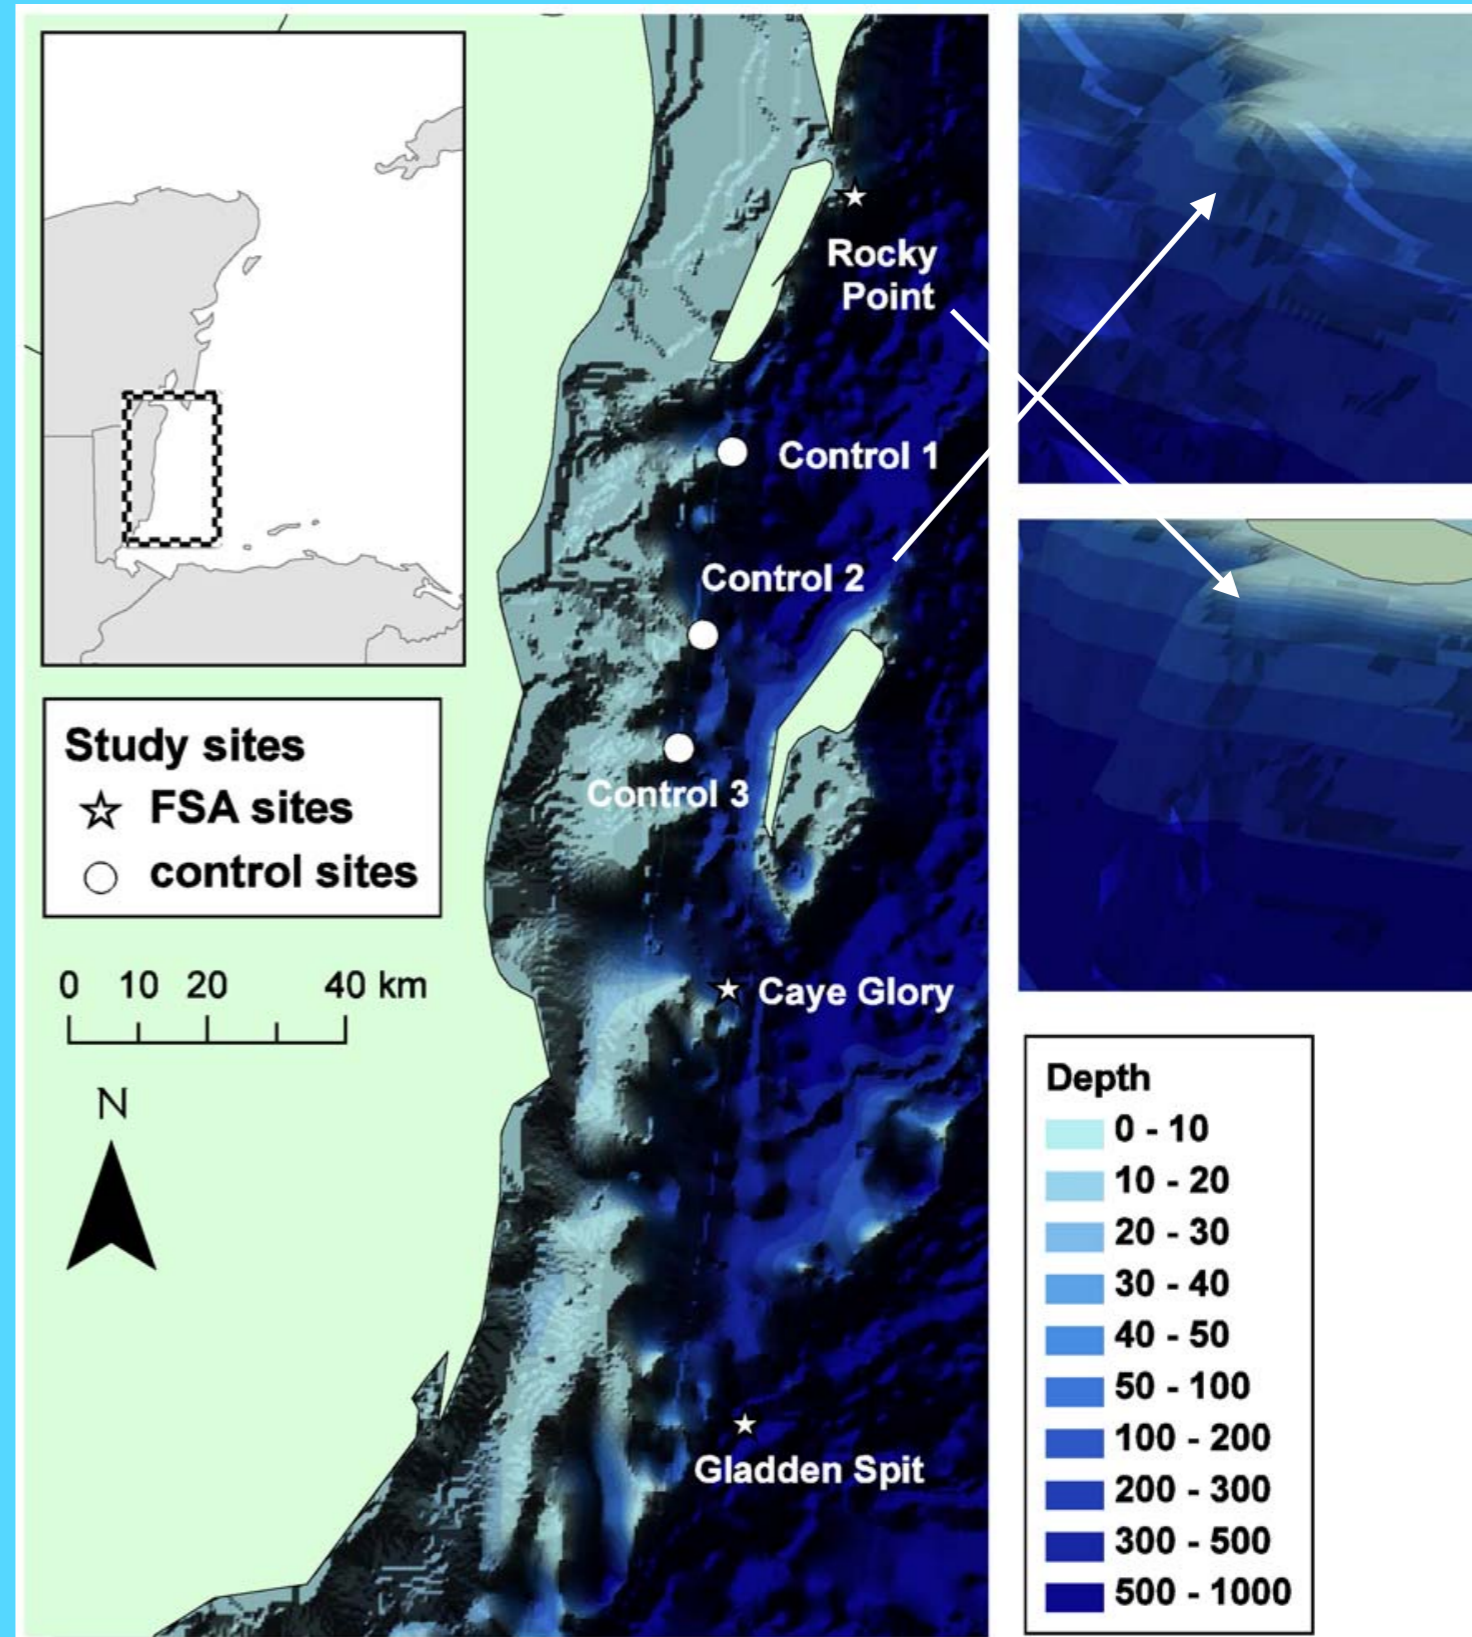 Rocky
Point
Control 1
Control 2
Control 3
Study sites
FSA sites
control sites
0 10 20 40 km
N
Caye Glory
Gladden Spit
Depth
0 - 10
10 - 20
20 - 30
30 - 40
40 - 50
50 - 100
100 - 200
200 - 300
300 - 500
500 - 1000